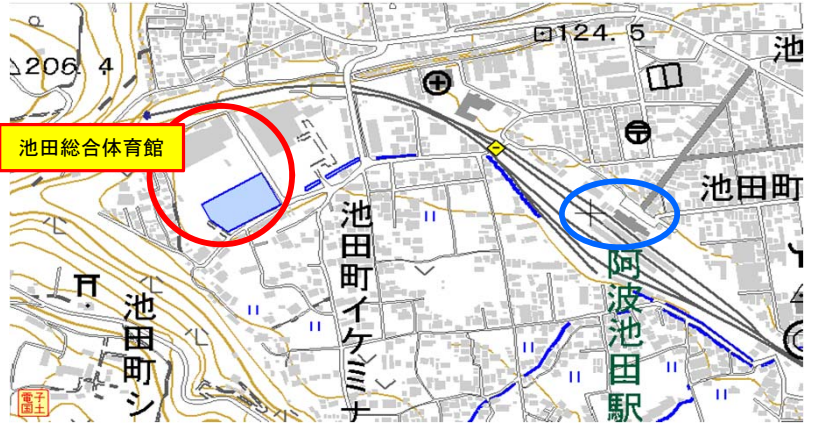 124.5
池
206.4
池田総合体育館
池田町
池田町イケミナ
阿波池田駅
池田町シ
電子
国土